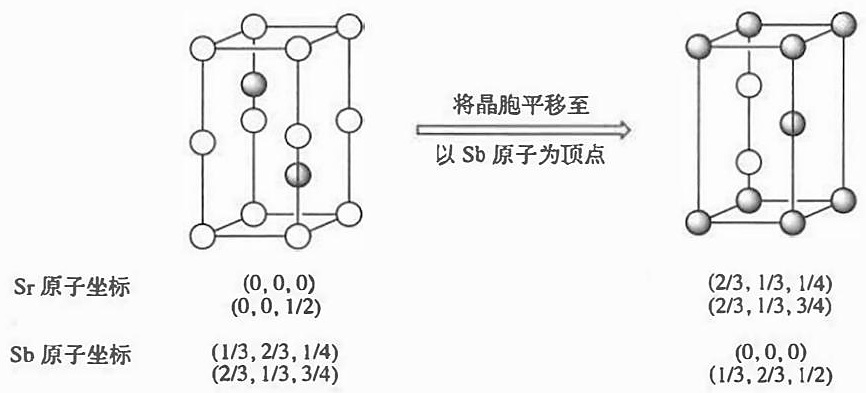 将晶胞平移至
以 Sb 原子为顶点
Sr 原子坐标
(0, 0, 0)
(0, 0, 1/2)
(2/3, 1/3, 1/4)
(2/3, 1/3, 3/4)
Sb 原子坐标
(1/3, 2/3, 1/4)
(2/3, 1/3, 3/4)
(0, 0, 0)
(1/3, 2/3, 1/2)